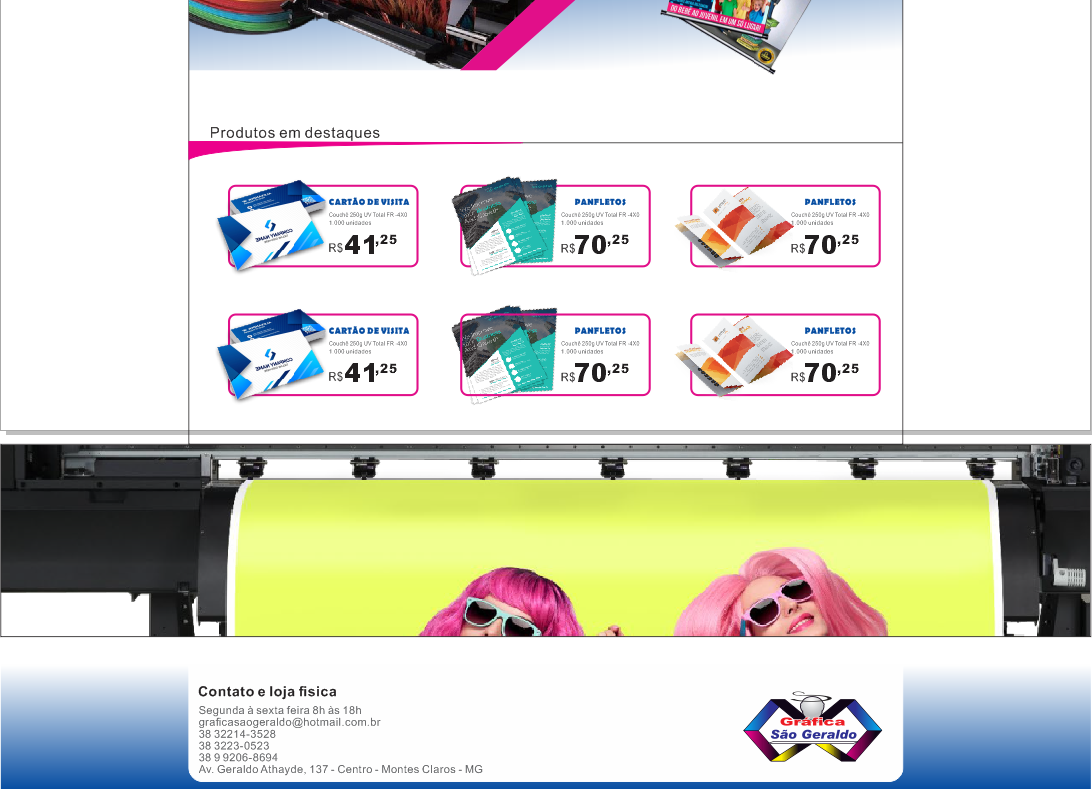 DO BEBÊ AO JUVENIL EM UM SÓ LUGAR!
Produtos em destaques
CARTÃO DE VISITA
Couchê 250g UV Total FR -4X0
1.000 unidades
R$41,25
PANFLETOS
Couchê 250g UV Total FR -4X0
1.000 unidades
R$70,25
PANFLETOS
Couchê 250g UV Total FR -4X0
1.000 unidades
R$70,25
CARTÃO DE VISITA
Couchê 250g UV Total FR -4X0
1.000 unidades
R$41,25
PANFLETOS
Couchê 250g UV Total FR -4X0
1.000 unidades
R$70,25
PANFLETOS
Couchê 250g UV Total FR -4X0
1.000 unidades
R$70,25
Contato e loja fisica
Segunda à sexta feira 8h às 18h
graficasaogeraldo@hotmail.com.br
38 32214-3528
38 3223-0523
38 9 9206-8694
Av. Geraldo Athayde, 137 - Centro - Montes Claros - MG
Gráfica
São Geraldo